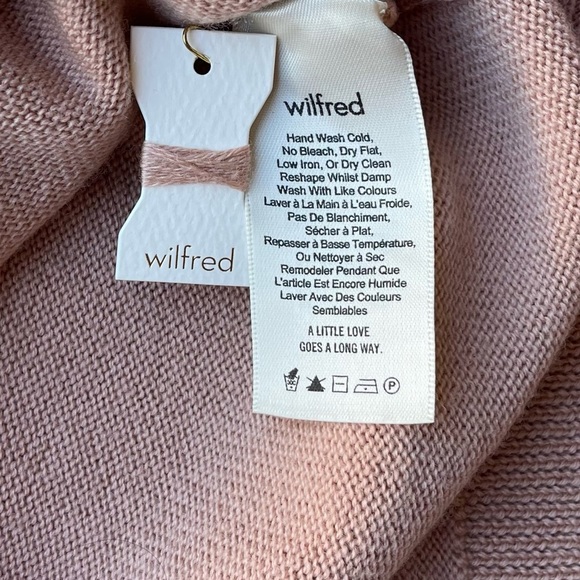 wilfred
wilfred
Hand Wash Cold,
No Bleach, Dry Flat,
Low Iron, Or Dry Clean
Reshape Whilst Damp
Wash With Like Colours
Laver à La Main à L'eau Froide,
Pas De Blanchiment,
Sécher à Plat,
Repasser à Basse Température,
Ou Nettoyer à Sec
Remodeler Pendant Que
L'article Est Encore Humide
Laver Avec Des Couleurs
Semblables
A LITTLE LOVE
GOES A LONG WAY.
P